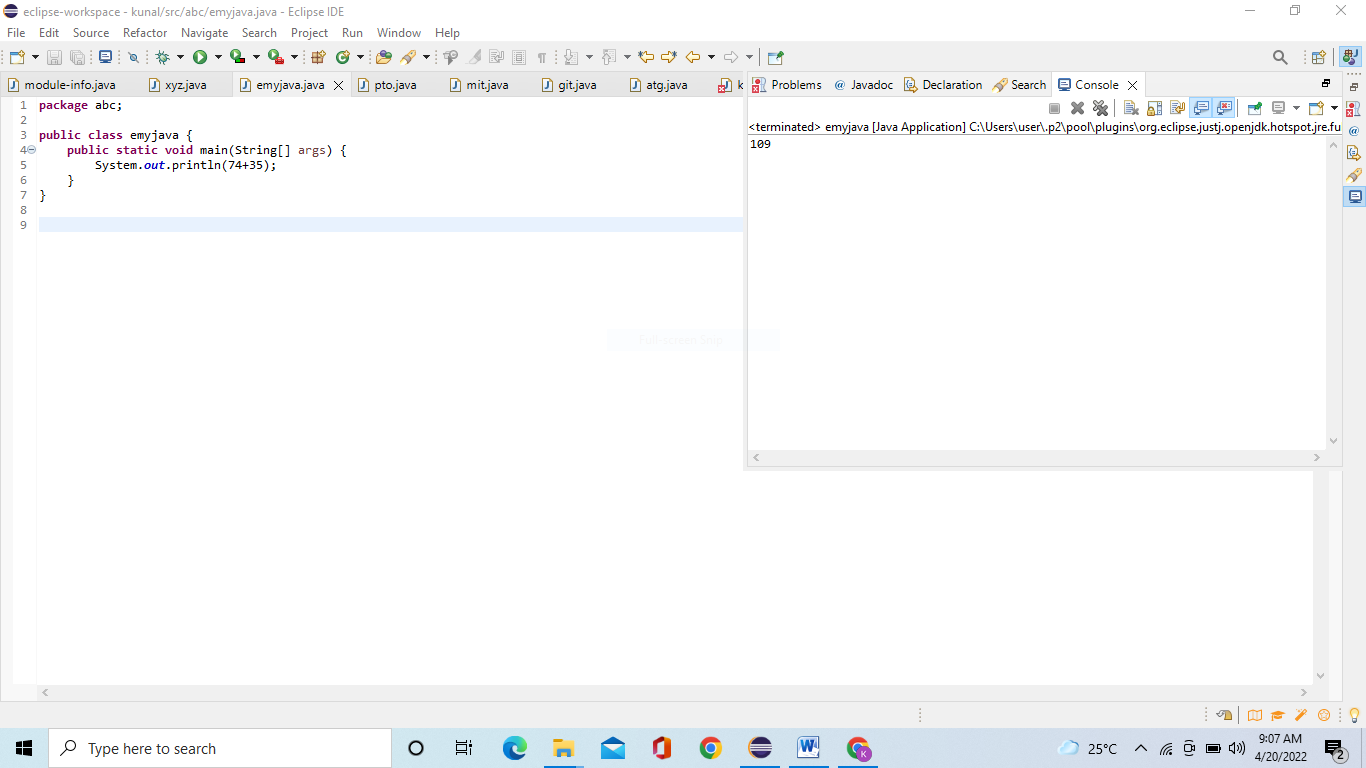 eclipse-workspace - kunal/src/abc/emyjava.java - Eclipse IDE
File Edit Source Refactor Navigate Search Project Run Window Help
module-info.java xyz.java emyjava.java pto.java mit.java git.java atg.java k
Problems @ Javadoc Declaration Search Console
1 package abc;
2
3 public class emyjava {
4 public static void main(String[] args) {
5 System.out.println(74+35);
6 }
7 }
8
9
<terminated> emyjava [Java Application] C:\Users\user\.p2\pool\plugins\org.eclipse.justj.openjdk.hotspot.jre.fu
109
Full-screen Snip
Type here to search
K
25°C
9:07 AM
4/20/2022
2